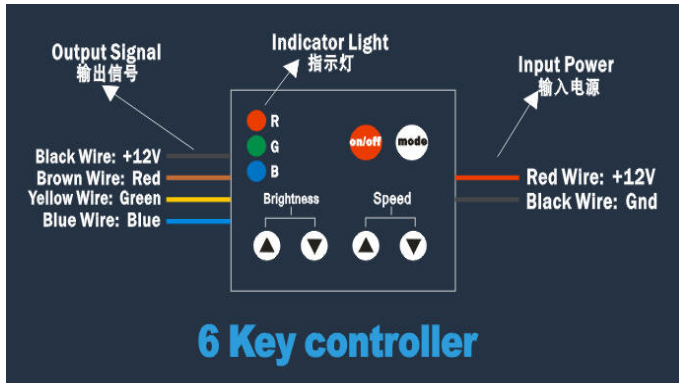 Output Signal
输出信号
Indicator Light
指示灯
Input Power
输入电源
R
G
B
on/off
mode
Black Wire: +12V
Brown Wire: Red
Yellow Wire: Green
Blue Wire: Blue
Brightness
Speed
Red Wire: +12V
Black Wire: Gnd
6 Key controller